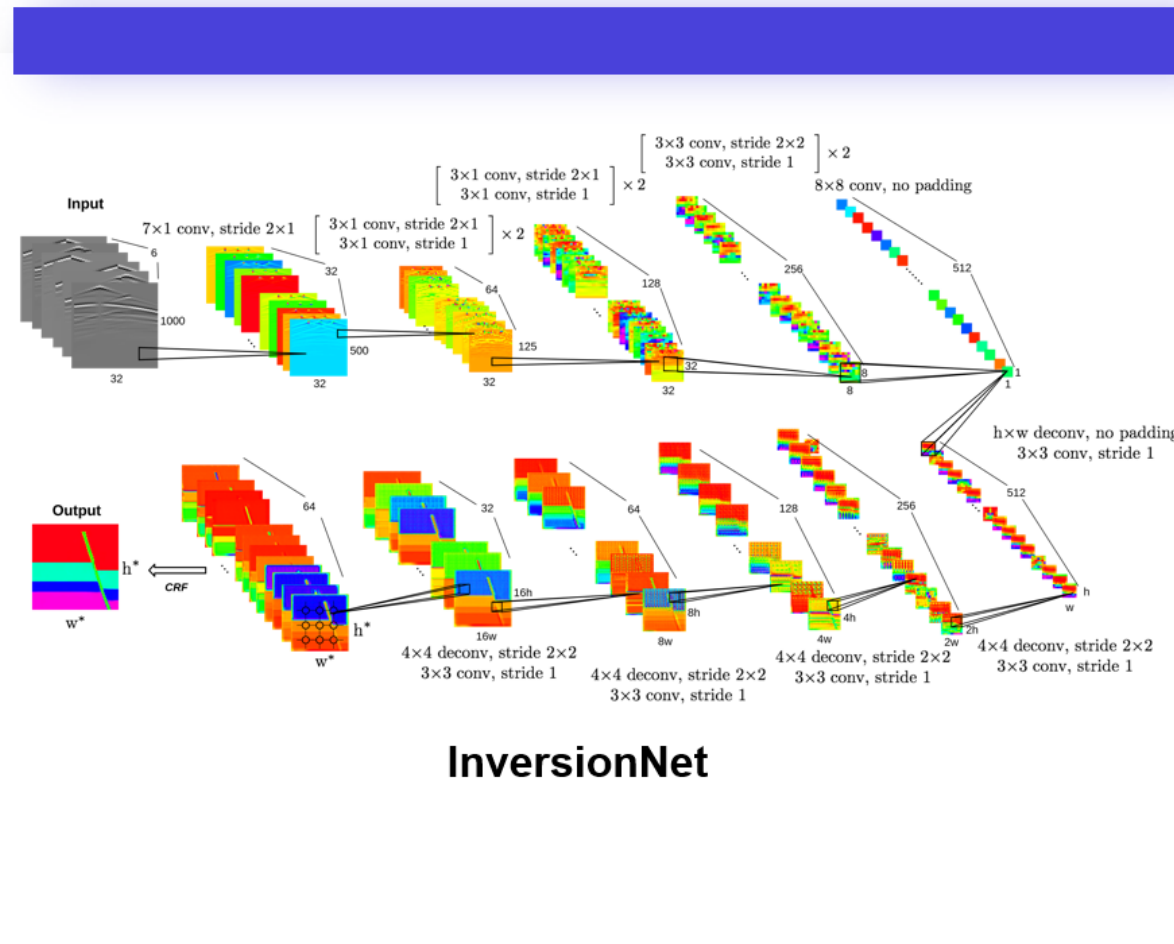 3×3 conv, stride 2×2
3×3 conv, stride 1
× 2
3×1 conv, stride 2×1
3×1 conv, stride 1
× 2
8×8 conv, no padding
Input
7×1 conv, stride 2×1
3×1 conv, stride 2×1
3×1 conv, stride 1
× 2
6
1000
32
32
500
32
64
125
32
128
32
32
256
8
8
512
1
1
h×w deconv, no padding
3×3 conv, stride 1
Output
h*
w*
CRF
64
h*
w*
32
16h
16w
64
8h
8w
128
4h
4w
256
2h
2w
512
h
w
4×4 deconv, stride 2×2
3×3 conv, stride 1
4×4 deconv, stride 2×2
3×3 conv, stride 1
4×4 deconv, stride 2×2
3×3 conv, stride 1
4×4 deconv, stride 2×2
3×3 conv, stride 1
InversionNet